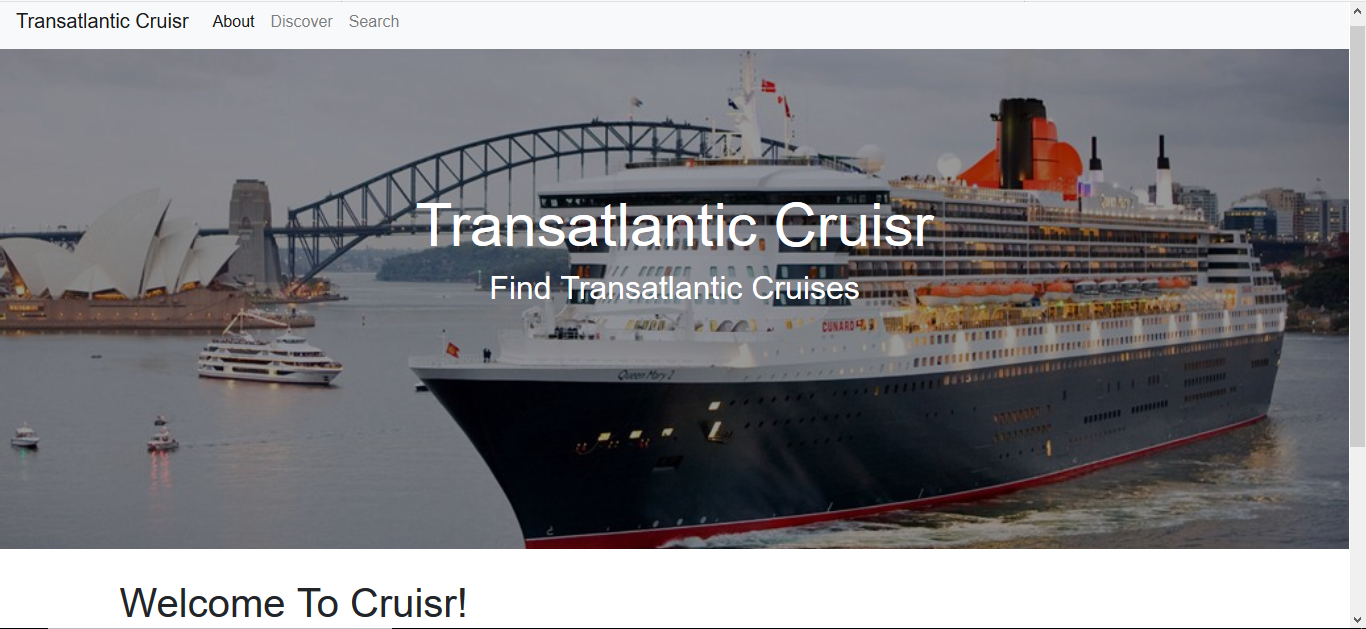 Transatlantic Cruisr About Discover Search
Transatlantic Cruisr
Find Transatlantic Cruises
CUNARD
Queen Mary 2
Welcome To Cruisr!